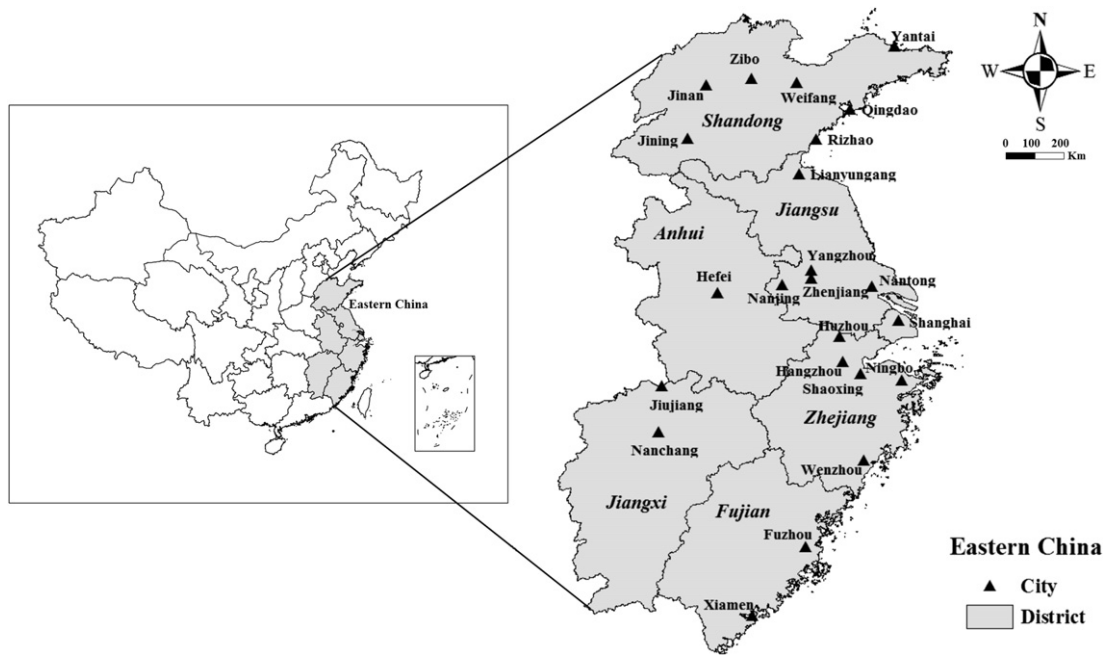 Eastern China
N
W
E
S
0 100 200
Km
Yantai
Zibo
Jinan
Weifang
Qingdao
Shandong
Jining
Rizhao
Lianyungang
Jiangsu
Anhui
Yangzhou
Hefei
Nanjing
Zhenjiang
Nantong
Huzhou
Shanghai
Hangzhou
Ningbo
Shaoxing
Jiujiang
Zhejiang
Nanchang
Wenzhou
Jiangxi
Fujian
Fuzhou
Xiamen
Eastern China
City
District